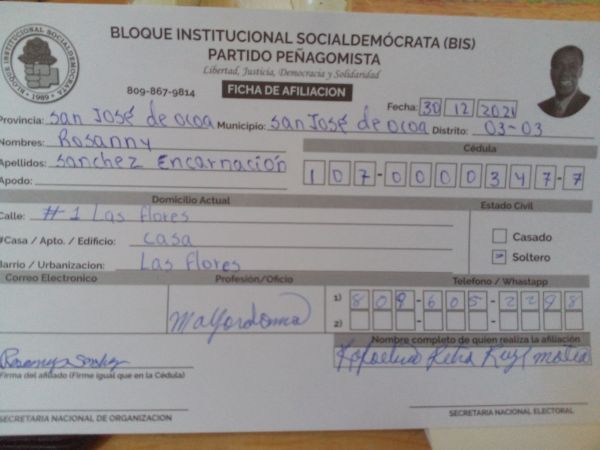 BLOQUE INSTITUCIONAL SOCIALDEMÓCRATA (BIS)
PARTIDO PEÑAGOMISTA
Libertad, Justicia, Democracia y Solidaridad
BLOQUE INSTITUCIONAL SOCIALDEMOCRATA
1989
809-867-9814 FICHA DE AFILIACION
Fecha: 30 12 2021
Provincia: San José de ocoa Municipio: San José de ocoa Distrito: 03-03
Nombres: Rosanny
Cédula
Apellidos: Sanchez Encarnación
107-0000347-7
Apodo:
Domicilio Actual Estado Civil
Calle: #1 Las flores
Casado
#Casa / Apto. / Edificio: casa
Soltero
Barrio / Urbanizacion: Las flores
Correo Electronico Profesión/Oficio Telefono / Whastapp
Mayordoma
1) 809-605-2298
2)
Nombre completo de quien realiza la afiliación
Firma del afiliado (Firme igual que en la Cédula)
SECRETARIA NACIONAL DE ORGANIZACION
SECRETARIA NACIONAL ELECTORAL